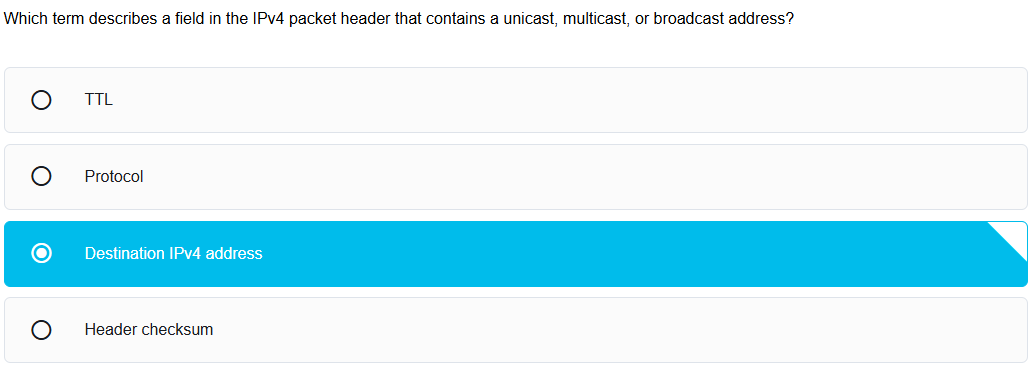 Which term describes a field in the IPv4 packet header that contains a unicast, multicast, or broadcast address?
TTL
Protocol
Destination IPv4 address
Header checksum